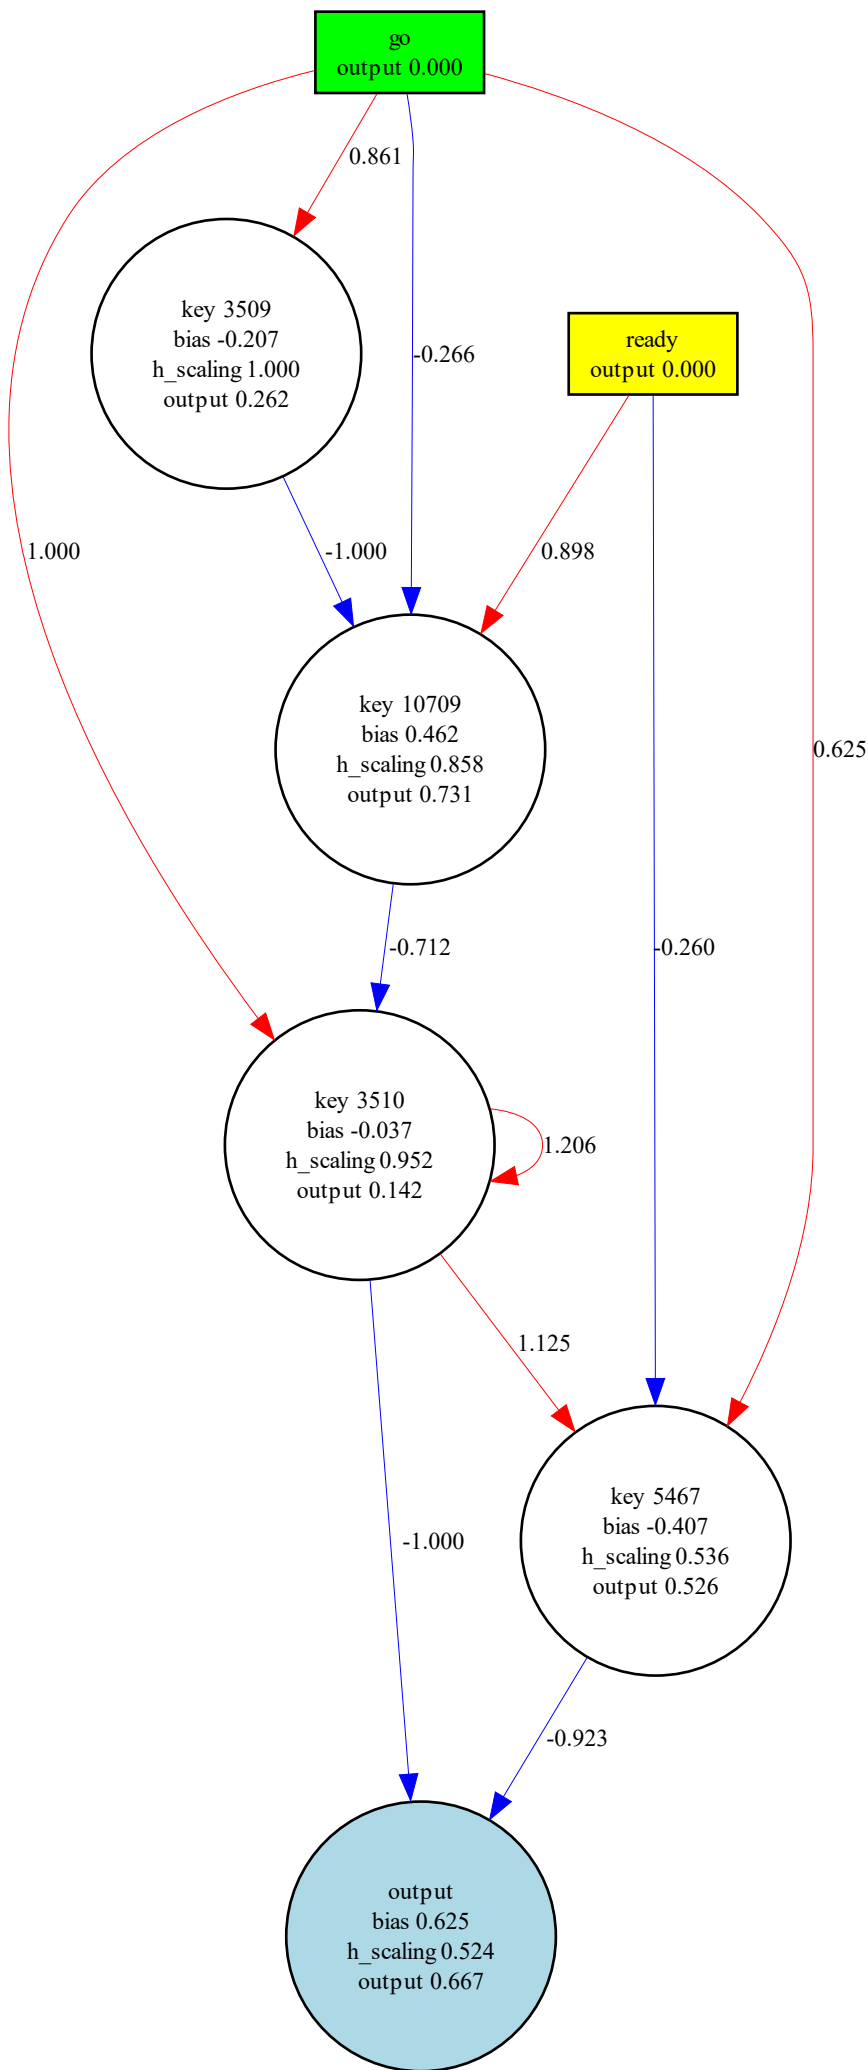 go
output 0.000
0.861
key 3509
bias -0.207
h_scaling 1.000
output 0.262
-0.266
ready
output 0.000
1.000
-1.000
0.898
key 10709
bias 0.462
h_scaling 0.858
output 0.731
0.625
-0.712
-0.260
key 3510
bias -0.037
h_scaling 0.952
output 0.142
1.206
1.125
key 5467
bias -0.407
h_scaling 0.536
output 0.526
-1.000
-0.923
output
bias 0.625
h_scaling 0.524
output 0.667